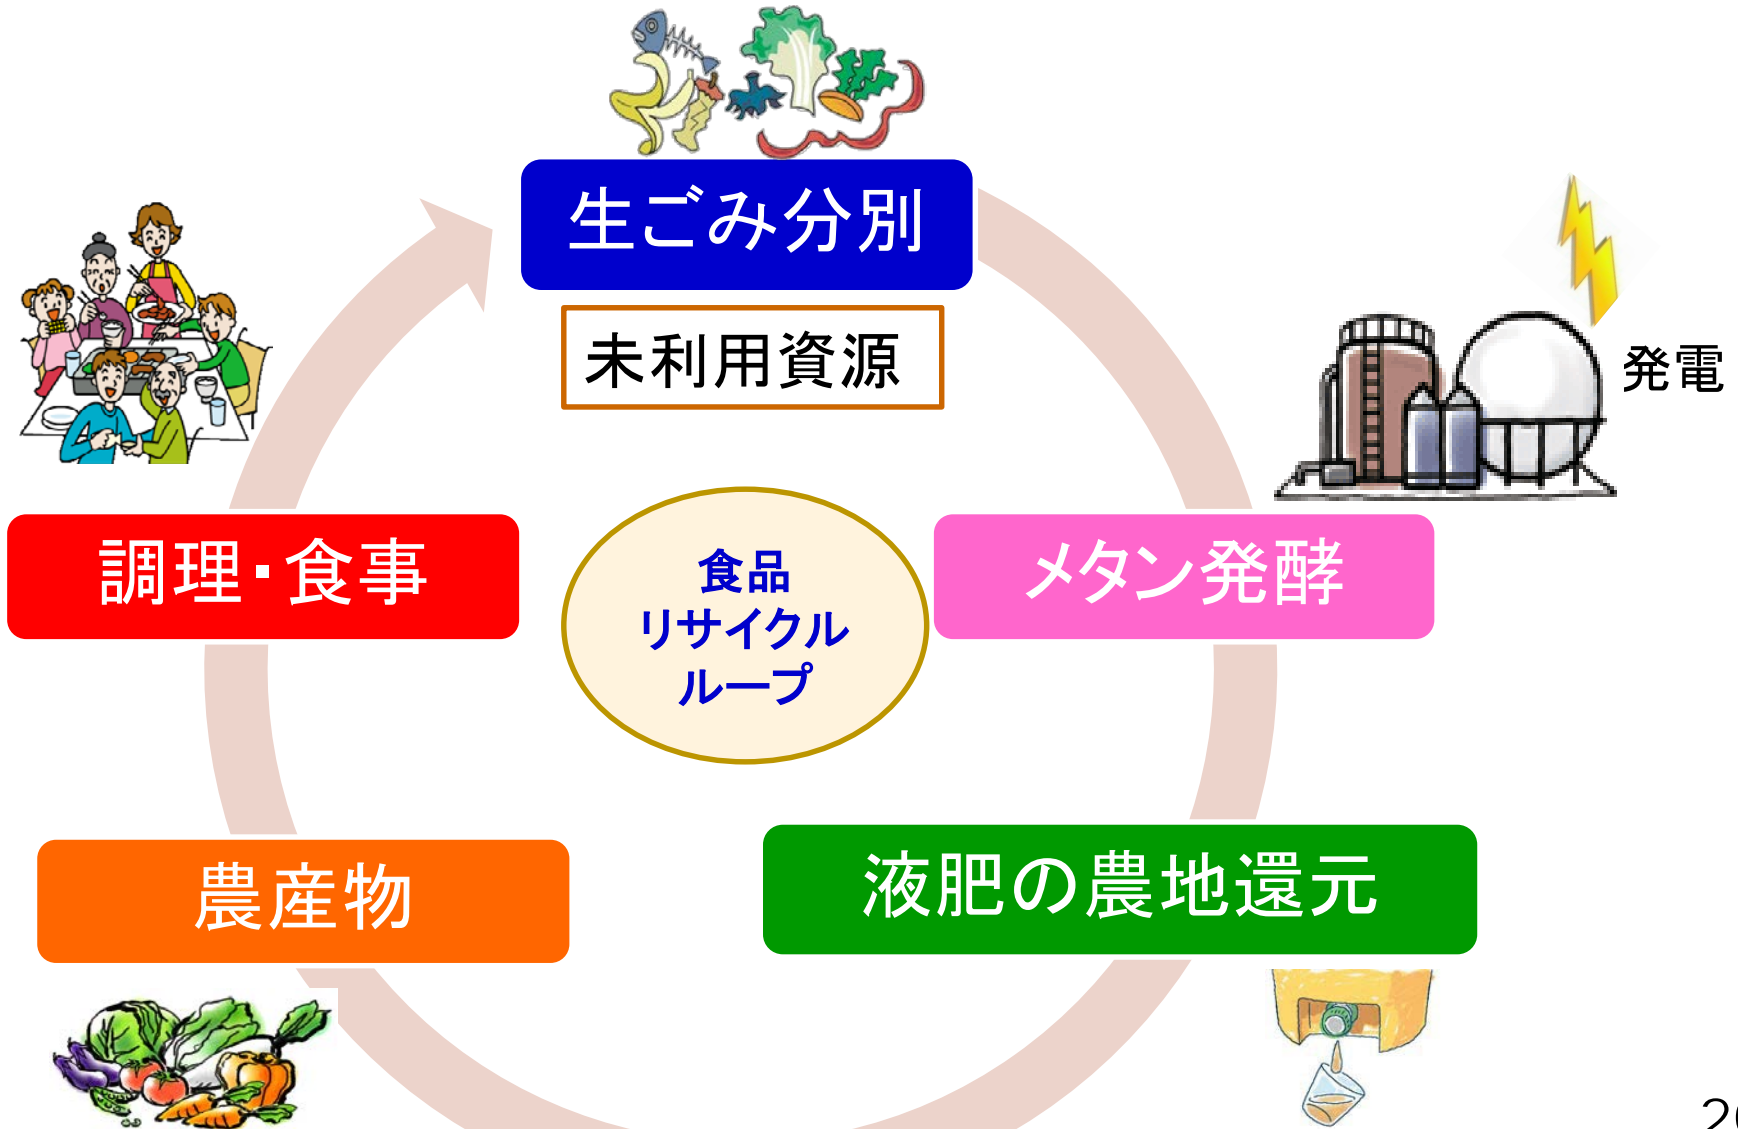 生ごみ分別
未利用資源
発電
調理・食事
食品
リサイクル
ループ
メタン発酵
農産物
液肥の農地還元